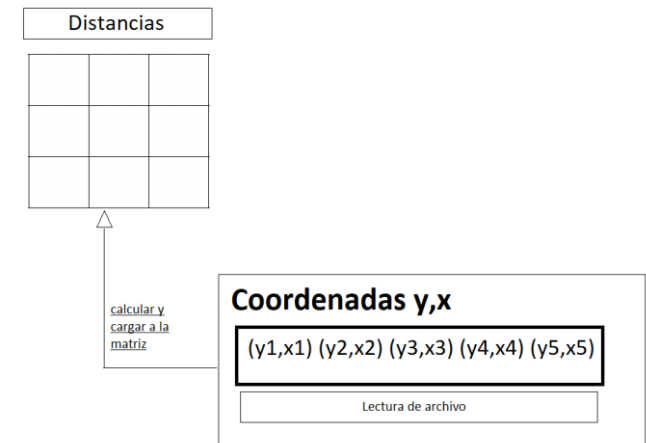 Distancias
calcular y
cargar a la
matriz
Coordenadas y,x
(y1,x1) (y2,x2) (y3,x3) (y4,x4) (y5,x5)
Lectura de archivo